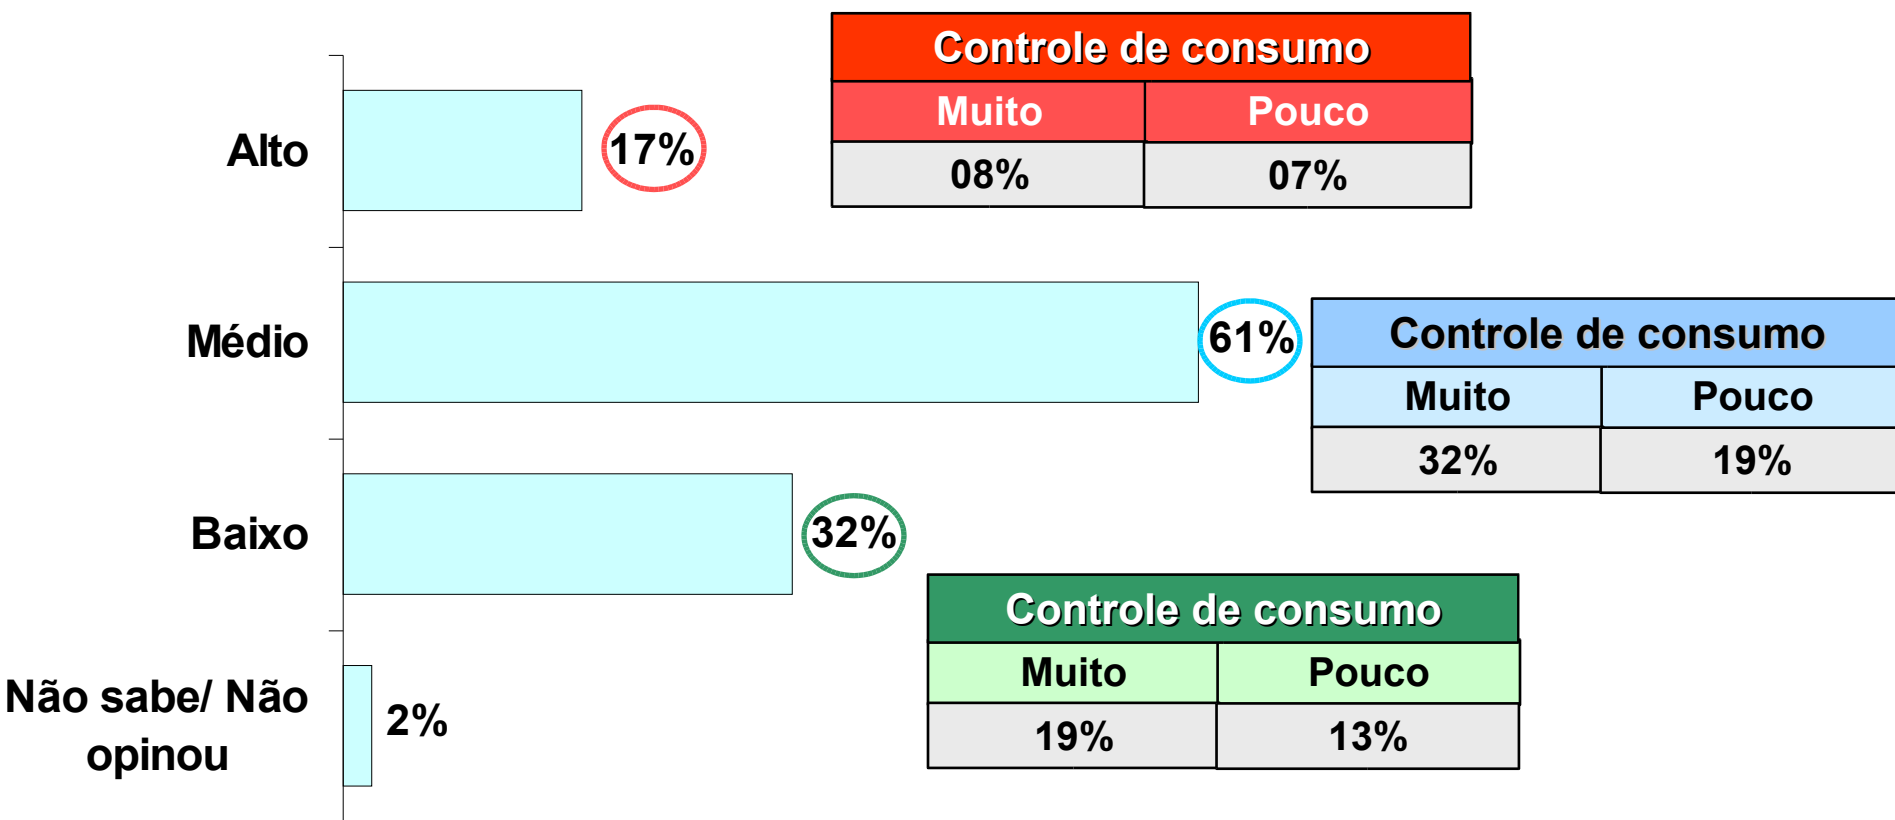 Controle de consumo
Muito Pouco
08% 07%
Alto 17%
Médio 61%
Controle de consumo
Muito Pouco
32% 19%
Baixo 32%
Controle de consumo
Muito Pouco
19% 13%
Não sabe/ Não
opinou
2%